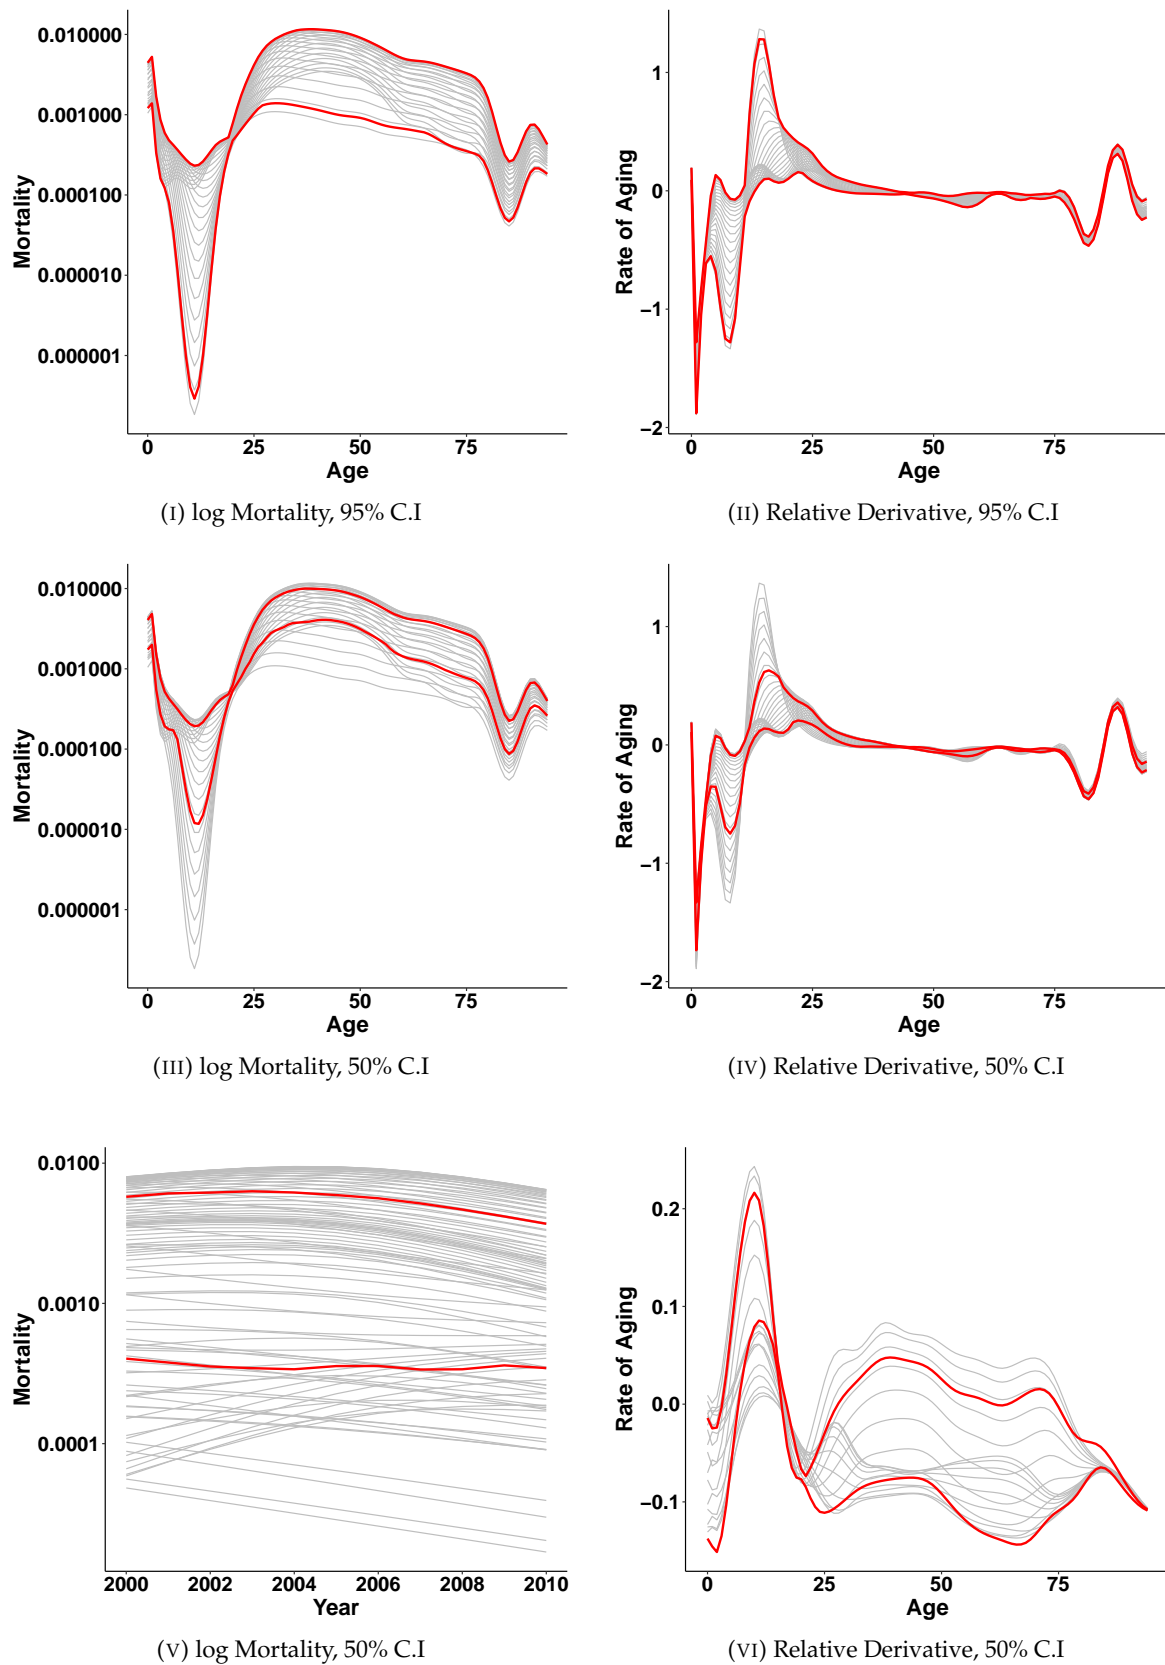 0.010000
0.001000
0.000100
0.000010
0.000001
Mortality
0 25 50 75
Age
(I) log Mortality, 95% C.I
1
0
−1
−2
Rate of Aging
0 25 50 75
Age
(II) Relative Derivative, 95% C.I
0.010000
0.001000
0.000100
0.000010
0.000001
Mortality
0 25 50 75
Age
(III) log Mortality, 50% C.I
1
0
−1
−2
Rate of Aging
0 25 50 75
Age
(IV) Relative Derivative, 50% C.I
0.0100
0.0010
0.0001
Mortality
2000 2002 2004 2006 2008 2010
Year
(V) log Mortality, 50% C.I
0.2
0.1
0.0
−0.1
Rate of Aging
0 25 50 75
Age
(VI) Relative Derivative, 50% C.I